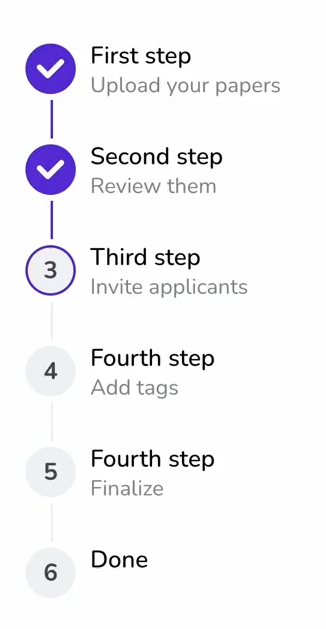 First step
Upload your papers
Second step
Review them
3
Third step
Invite applicants
4
Fourth step
Add tags
5
Fourth step
Finalize
6
Done